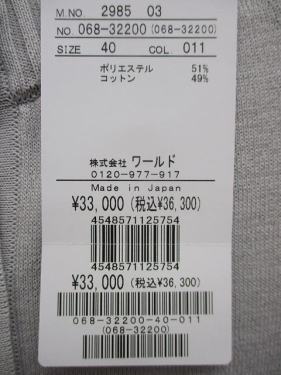 M.NO. 2985 03
NO. 068-32200 (068-32200)
SIZE 40 COL. 011
ポリエステル 51%
コットン 49%
株式会社 ワールド
0120-977-917
Made in Japan
¥33,000 (税込¥36,300)
4548571125754
4548571125754
¥33,000 (税込¥36,300)
068-32200-40-011
(068-32200)